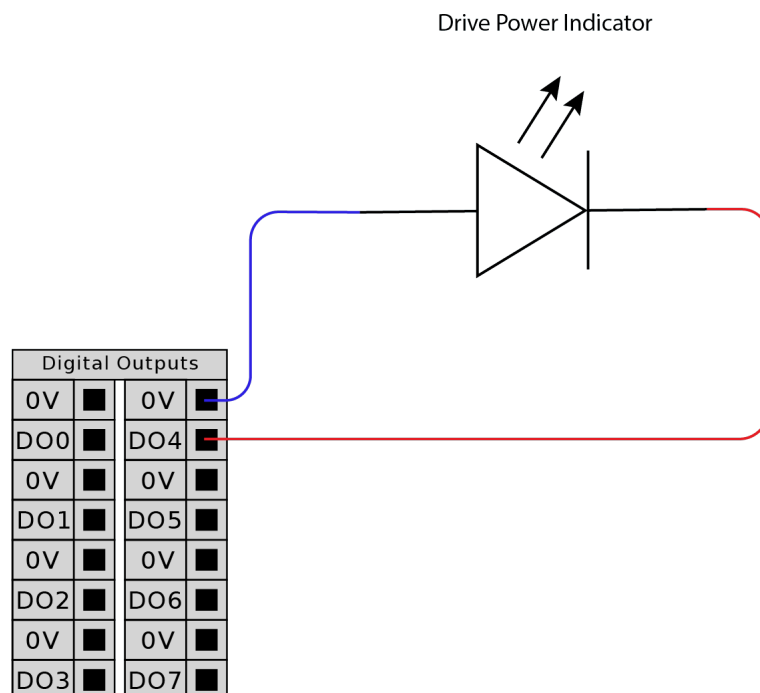 Drive Power Indicator
Digital Outputs
0V 0V
DO0 DO4
0V 0V
DO1 DO5
0V 0V
DO2 DO6
0V 0V
DO3 DO7